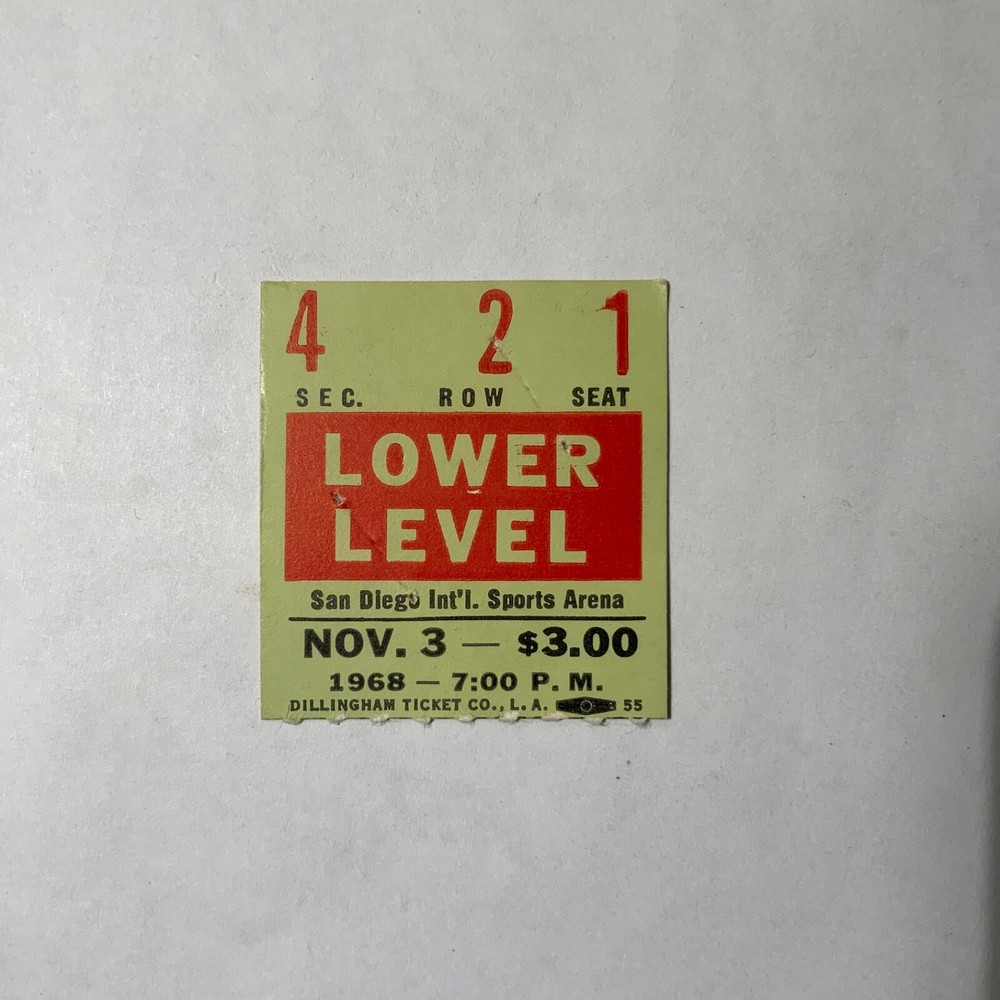 4 2 1
SEC. ROW SEAT
LOWER
LEVEL
San Diego Int'l. Sports Arena
NOV. 3 — $3.00
1968 — 7:00 P. M.
DILLINGHAM TICKET CO., L. A. 55